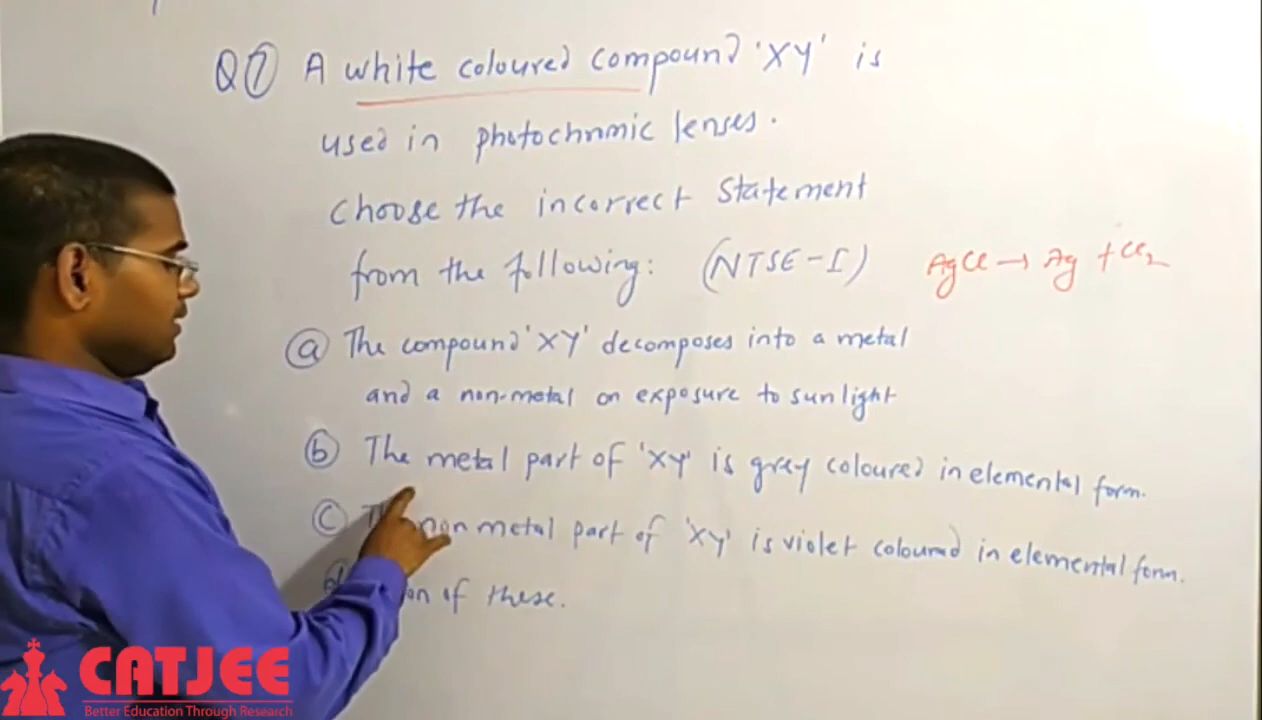 Q 7 A white coloured compound 'XY' is
used in photochromic lenses.
Choose the incorrect statement
from the following: (NTSE-I) AgCl → Ag + Cl2
a The compound 'XY' decomposes into a metal
and a non-metal on exposure to sunlight
b The metal part of 'XY' is grey coloured in elemental form.
c non metal part of 'XY' is violet coloured in elemental form.
of these.
CATJEE
Better Education Through Research